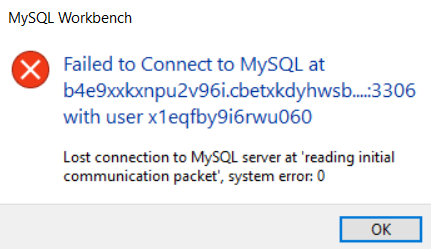 MySQL Workbench
Failed to Connect to MySQL at
b4e9xxkxnpu2v96i.cbetxkdyhwsb....:3306
with user x1eqfby9i6rwu060
Lost connection to MySQL server at 'reading initial
communication packet', system error: 0
OK